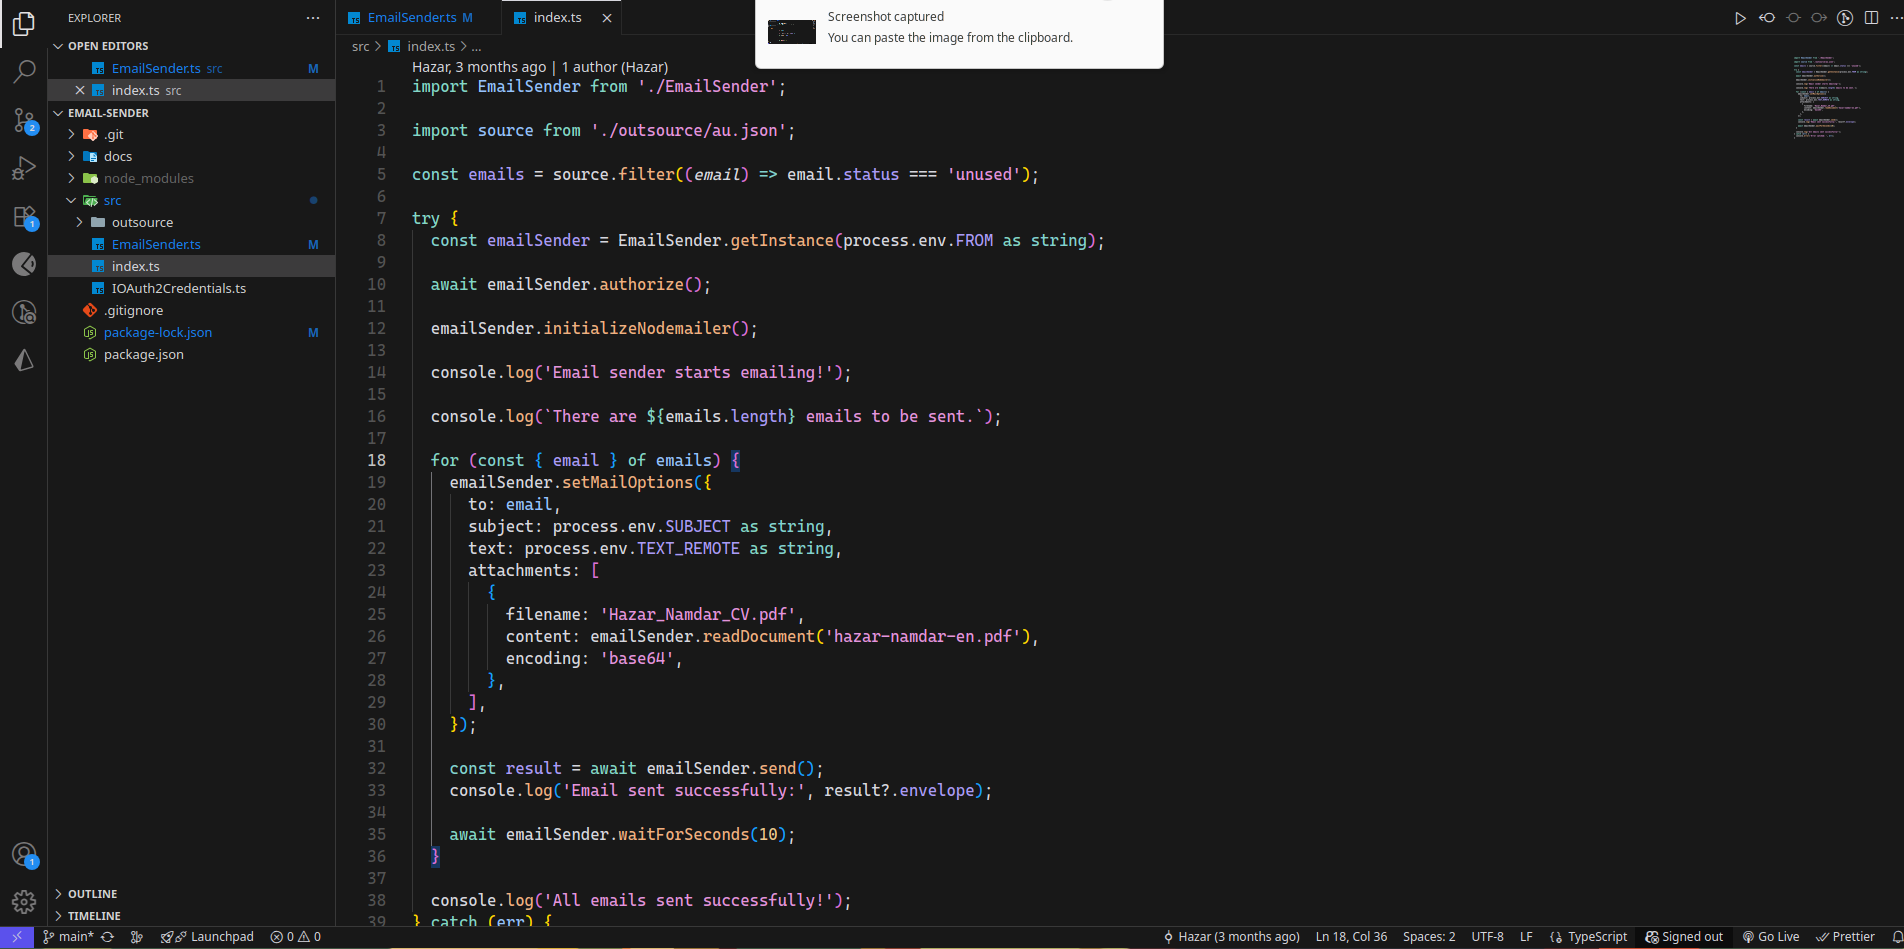 EXPLORER
OPEN EDITORS
EmailSender.ts src M
index.ts src
EMAIL-SENDER
.git
docs
node_modules
src
outsource
EmailSender.ts M
index.ts
IOAuth2Credentials.ts
.gitignore
package-lock.json M
package.json
OUTLINE
TIMELINE
2
1
1
EmailSender.ts M
index.ts
Screenshot captured
You can paste the image from the clipboard.
src > index.ts > ...
Hazar, 3 months ago | 1 author (Hazar)
1 import EmailSender from './EmailSender';
2
3 import source from './outsource/au.json';
4
5 const emails = source.filter((email) => email.status === 'unused');
6
7 try {
8 const emailSender = EmailSender.getInstance(process.env.FROM as string);
9
10 await emailSender.authorize();
11
12 emailSender.initializeNodemailer();
13
14 console.log('Email sender starts emailing!');
15
16 console.log(`There are ${emails.length} emails to be sent.`);
17
18 for (const { email } of emails) {
19 emailSender.setMailOptions({
20 to: email,
21 subject: process.env.SUBJECT as string,
22 text: process.env.TEXT_REMOTE as string,
23 attachments: [
24 {
25 filename: 'Hazar_Namdar_CV.pdf',
26 content: emailSender.readDocument('hazar-namdar-en.pdf'),
27 encoding: 'base64',
28 },
29 ],
30 });
31
32 const result = await emailSender.send();
33 console.log('Email sent successfully:', result?.envelope);
34
35 await emailSender.waitForSeconds(10);
36 }
37
38 console.log('All emails sent successfully!');
39 } catch (err) {
main* Launchpad 0 0 Hazar (3 months ago) Ln 18, Col 36 Spaces: 2 UTF-8 LF TypeScript Signed out Go Live Prettier